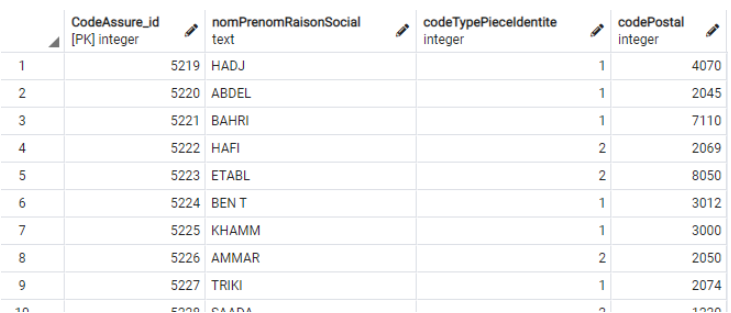 CodeAssure_id nomPrenomRaisonSocial codeTypePieceIdentite codePostal
[PK] integer text integer integer
1 5219 HADJ 1 4070
2 5220 ABDEL 1 2045
3 5221 BAHRI 1 7110
4 5222 HAFI 2 2069
5 5223 ETABL 2 8050
6 5224 BEN T 1 3012
7 5225 KHAMM 1 3000
8 5226 AMMAR 2 2050
9 5227 TRIKI 1 2074
10 5228 SAADA